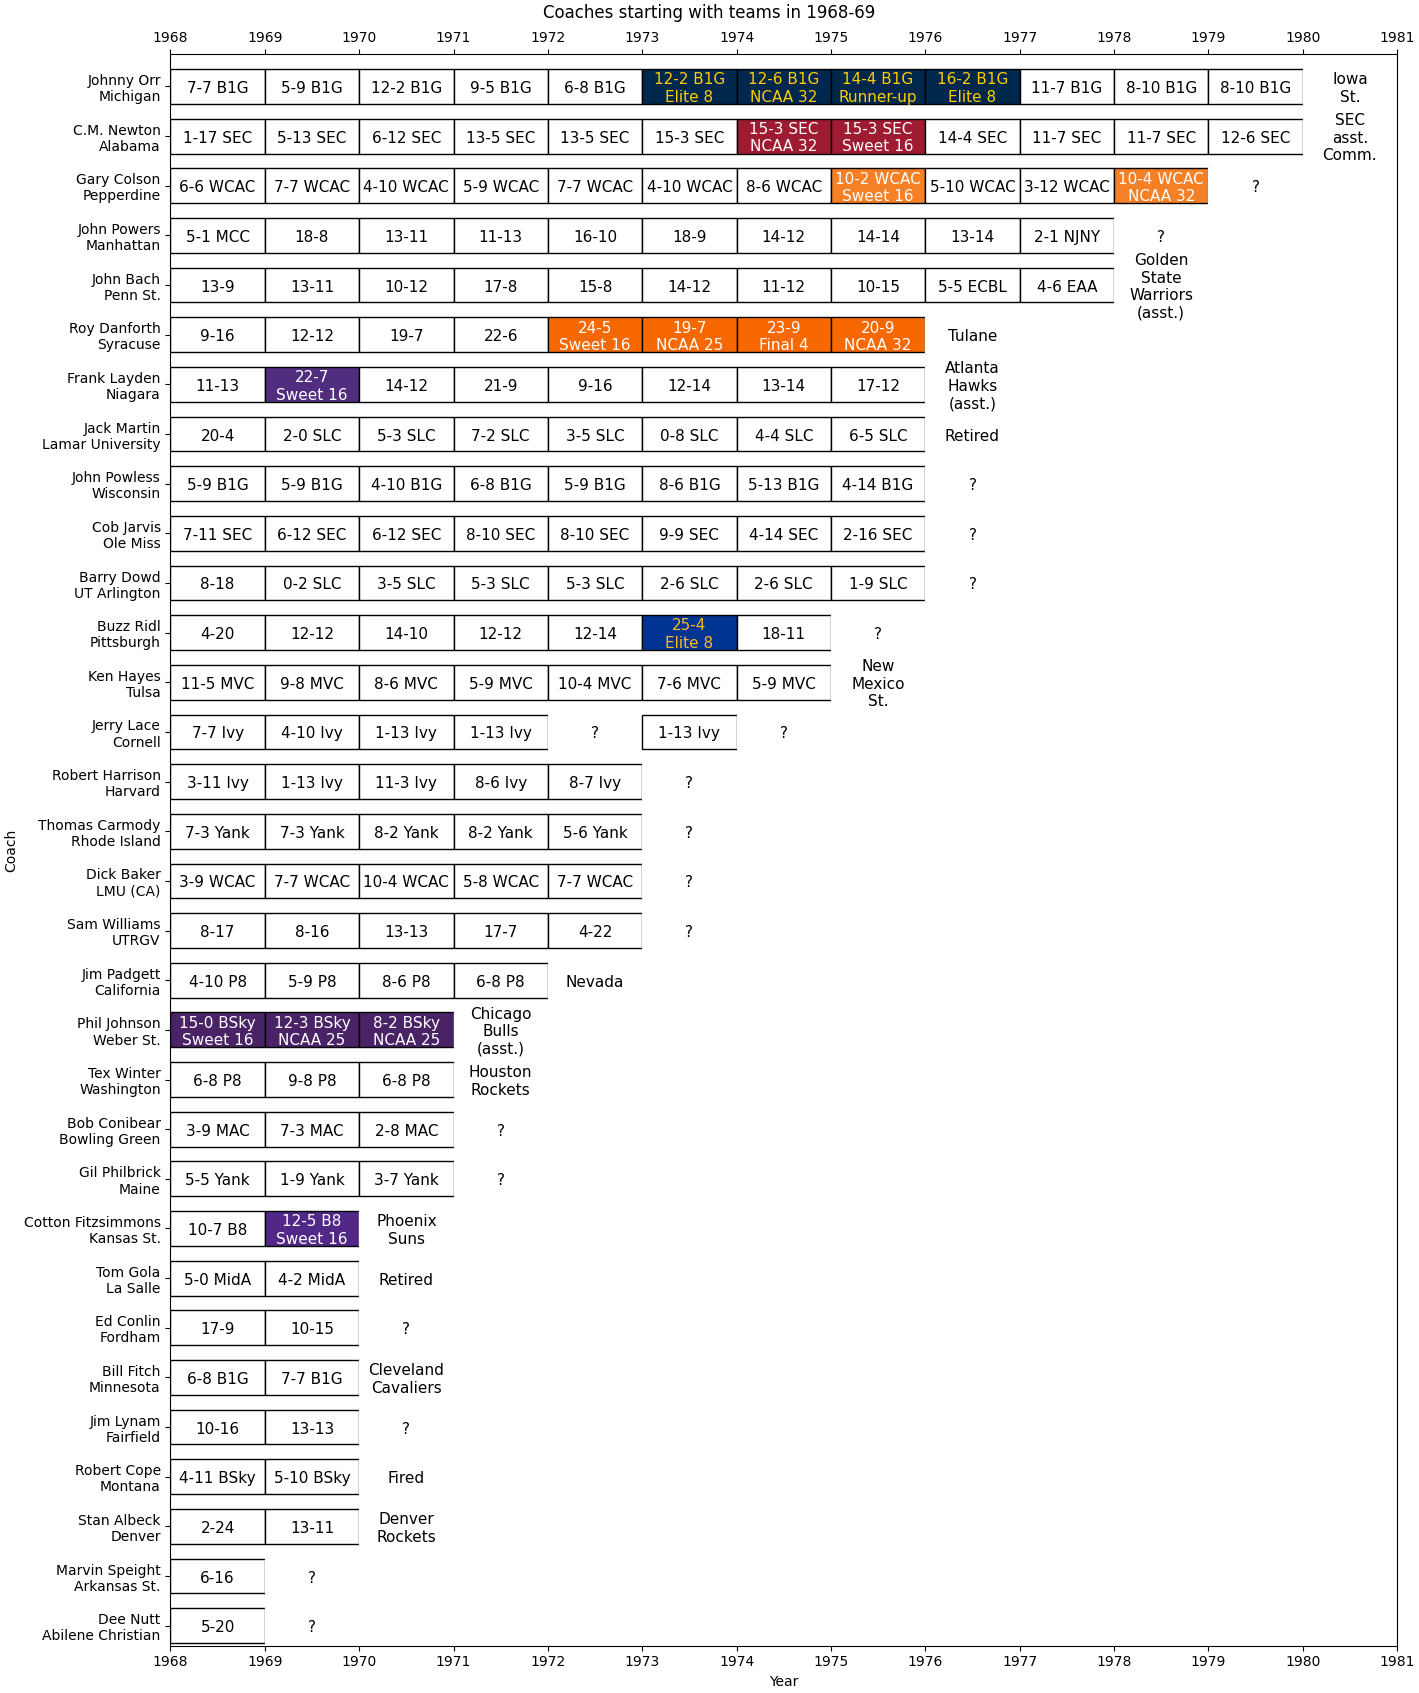 Coaches starting with teams in 1968-69
1968 1969 1970 1971 1972 1973 1974 1975 1976 1977 1978 1979 1980 1981
Johnny Orr
Michigan
7-7 B1G 5-9 B1G 12-2 B1G 9-5 B1G 6-8 B1G
12-2 B1G
Elite 8
12-6 B1G
NCAA 32
14-4 B1G
Runner-up
16-2 B1G
Elite 8
11-7 B1G 8-10 B1G 8-10 B1G
Iowa
St.
C.M. Newton
Alabama
1-17 SEC 5-13 SEC 6-12 SEC 13-5 SEC 13-5 SEC 15-3 SEC
15-3 SEC
NCAA 32
15-3 SEC
Sweet 16
14-4 SEC 11-7 SEC 11-7 SEC 12-6 SEC
SEC
asst.
Comm.
Gary Colson
Pepperdine
6-6 WCAC 7-7 WCAC 4-10 WCAC 5-9 WCAC 7-7 WCAC 4-10 WCAC 8-6 WCAC
10-2 WCAC
Sweet 16
5-10 WCAC 3-12 WCAC
10-4 WCAC
NCAA 32
?
John Powers
Manhattan
5-1 MCC 18-8 13-11 11-13 16-10 18-9 14-12 14-14 13-14 2-1 NJNY ?
John Bach
Penn St.
13-9 13-11 10-12 17-8 15-8 14-12 11-12 10-15 5-5 ECBL 4-6 EAA
Golden
State
Warriors
(asst.)
Roy Danforth
Syracuse
9-16 12-12 19-7 22-6
24-5
Sweet 16
19-7
NCAA 25
23-9
Final 4
20-9
NCAA 32
Tulane
Frank Layden
Niagara
11-13
22-7
Sweet 16
14-12 21-9 9-16 12-14 13-14 17-12
Atlanta
Hawks
(asst.)
Jack Martin
Lamar University
20-4 2-0 SLC 5-3 SLC 7-2 SLC 3-5 SLC 0-8 SLC 4-4 SLC 6-5 SLC Retired
John Powless
Wisconsin
5-9 B1G 5-9 B1G 4-10 B1G 6-8 B1G 5-9 B1G 8-6 B1G 5-13 B1G 4-14 B1G ?
Cob Jarvis
Ole Miss
7-11 SEC 6-12 SEC 6-12 SEC 8-10 SEC 8-10 SEC 9-9 SEC 4-14 SEC 2-16 SEC ?
Barry Dowd
UT Arlington
8-18 0-2 SLC 3-5 SLC 5-3 SLC 5-3 SLC 2-6 SLC 2-6 SLC 1-9 SLC ?
Buzz Ridl
Pittsburgh
4-20 12-12 14-10 12-12 12-14
25-4
Elite 8
18-11 ?
Ken Hayes
Tulsa
11-5 MVC 9-8 MVC 8-6 MVC 5-9 MVC 10-4 MVC 7-6 MVC 5-9 MVC
New
Mexico
St.
Jerry Lace
Cornell
7-7 Ivy 4-10 Ivy 1-13 Ivy 1-13 Ivy ? 1-13 Ivy ?
Robert Harrison
Harvard
3-11 Ivy 1-13 Ivy 11-3 Ivy 8-6 Ivy 8-7 Ivy ?
Thomas Carmody
Rhode Island
7-3 Yank 7-3 Yank 8-2 Yank 8-2 Yank 5-6 Yank ?
Coach
Dick Baker
LMU (CA)
3-9 WCAC 7-7 WCAC 10-4 WCAC 5-8 WCAC 7-7 WCAC ?
Sam Williams
UTRGV
8-17 8-16 13-13 17-7 4-22 ?
Jim Padgett
California
4-10 P8 5-9 P8 8-6 P8 6-8 P8 Nevada
Phil Johnson
Weber St.
15-0 BSky
Sweet 16
12-3 BSky
NCAA 25
8-2 BSky
NCAA 25
Chicago
Bulls
(asst.)
Tex Winter
Washington
6-8 P8 9-8 P8 6-8 P8
Houston
Rockets
Bob Conibear
Bowling Green
3-9 MAC 7-3 MAC 2-8 MAC ?
Gil Philbrick
Maine
5-5 Yank 1-9 Yank 3-7 Yank ?
Cotton Fitzsimmons
Kansas St.
10-7 B8
12-5 B8
Sweet 16
Phoenix
Suns
Tom Gola
La Salle
5-0 MidA 4-2 MidA Retired
Ed Conlin
Fordham
17-9 10-15 ?
Bill Fitch
Minnesota
6-8 B1G 7-7 B1G
Cleveland
Cavaliers
Jim Lynam
Fairfield
10-16 13-13 ?
Robert Cope
Montana
4-11 BSky 5-10 BSky Fired
Stan Albeck
Denver
2-24 13-11
Denver
Rockets
Marvin Speight
Arkansas St.
6-16 ?
Dee Nutt
Abilene Christian
5-20 ?
1968 1969 1970 1971 1972 1973 1974 1975 1976 1977 1978 1979 1980 1981
Year